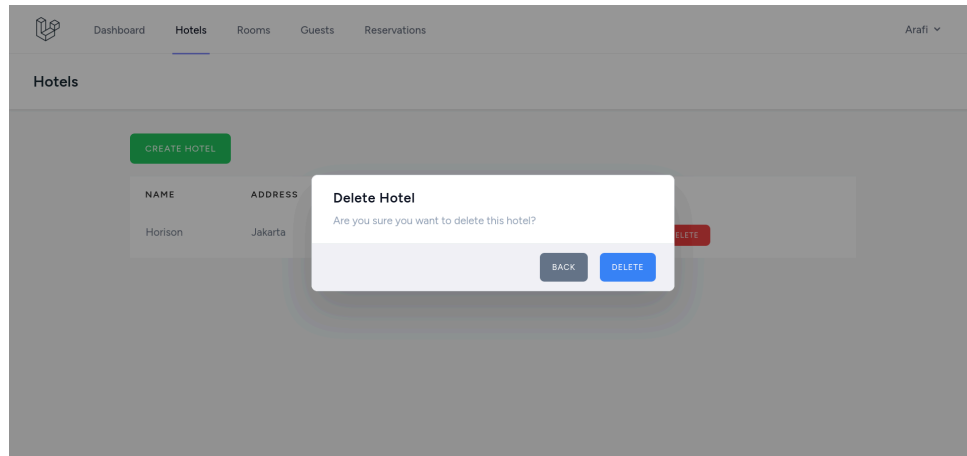 Dashboard Hotels Rooms Guests Reservations Arafi
Hotels
CREATE HOTEL
NAME ADDRESS
Delete Hotel
Are you sure you want to delete this hotel?
Horison Jakarta ELETE
BACK DELETE